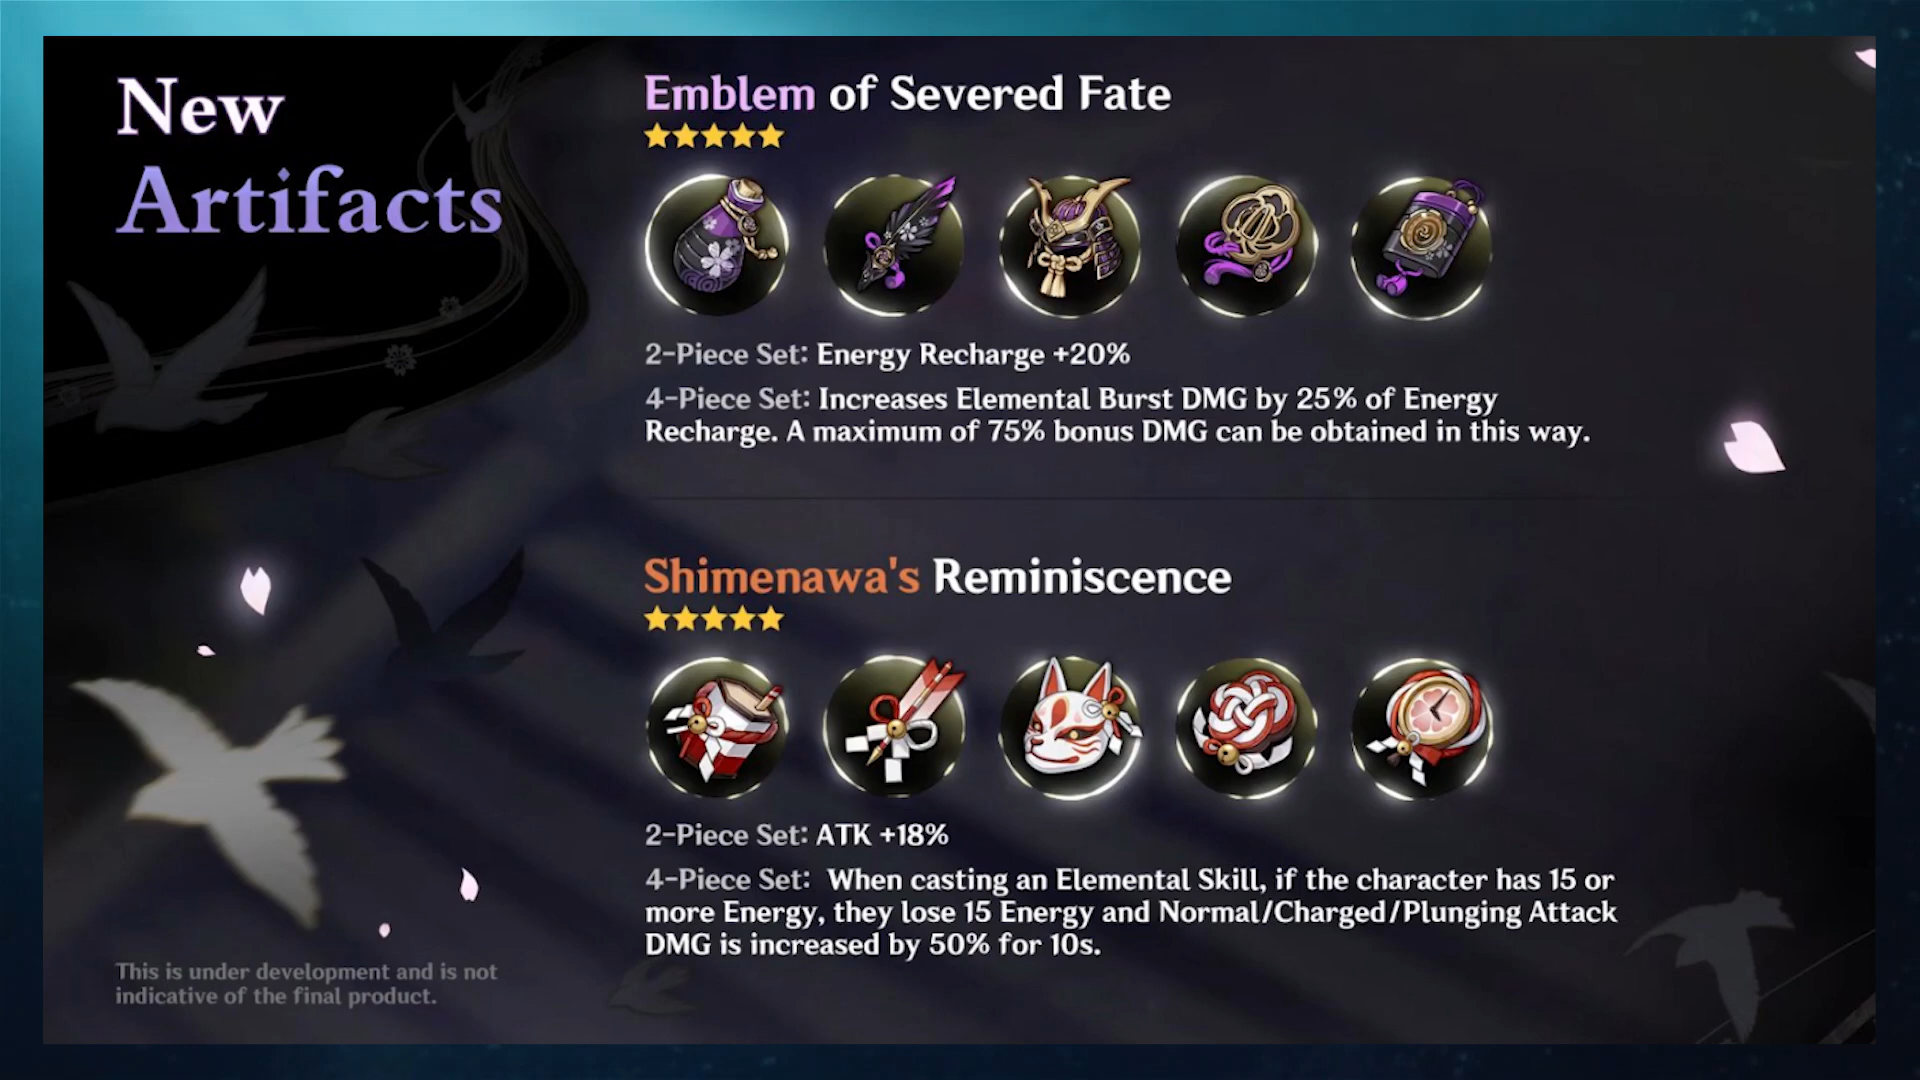 New
Artifacts
Emblem of Severed Fate
2-Piece Set: Energy Recharge +20%
4-Piece Set: Increases Elemental Burst DMG by 25% of Energy
Recharge. A maximum of 75% bonus DMG can be obtained in this way.
Shimenawa's Reminiscence
2-Piece Set: ATK +18%
4-Piece Set: When casting an Elemental Skill, if the character has 15 or
more Energy, they lose 15 Energy and Normal/Charged/Plunging Attack
DMG is increased by 50% for 10s.
This is under development and is not
indicative of the final product.